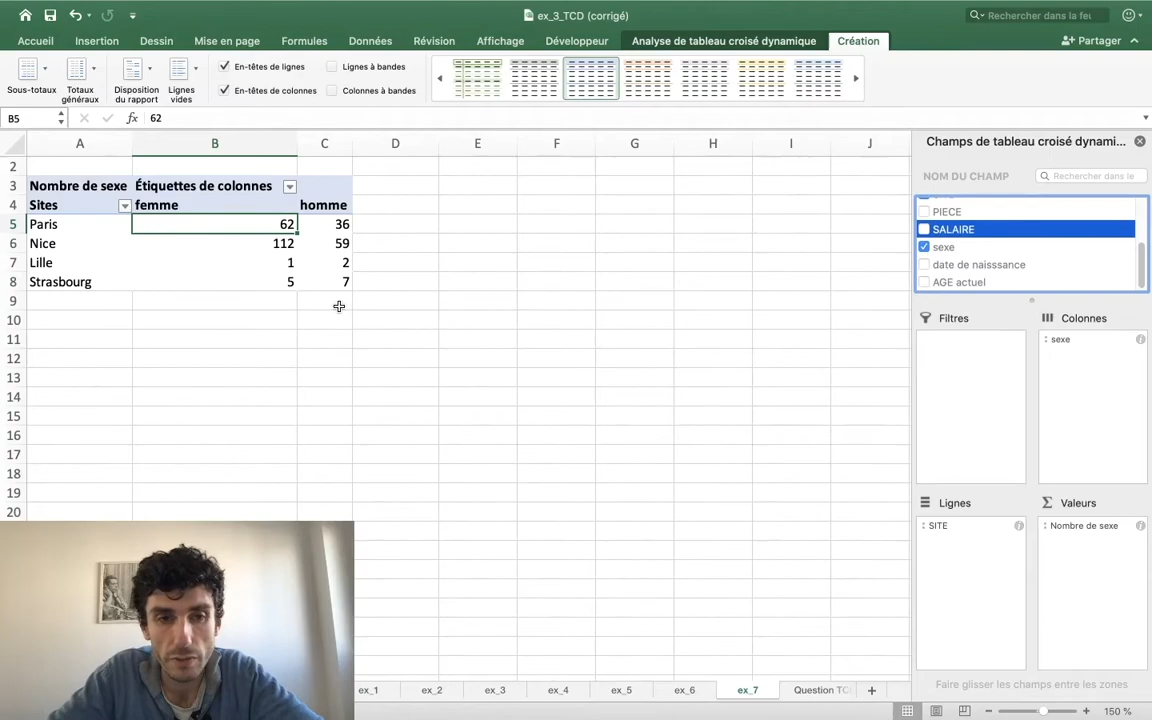 ex_3_TCD (corrigé)
Rechercher dans la feu
Accueil Insertion Dessin Mise en page Formules Données Révision Affichage Développeur Analyse de tableau croisé dynamique Création Partager
Sous-totaux
Totaux généraux
Disposition du rapport
Lignes vides
En-têtes de lignes Lignes à bandes
En-têtes de colonnes Colonnes à bandes
B5 fx 62
A B C D E F G H I J
2
3 Nombre de sexe Étiquettes de colonnes
4 Sites femme homme
5 Paris 62 36
6 Nice 112 59
7 Lille 1 2
8 Strasbourg 5 7
9
10
11
12
13
14
15
16
17
18
19
20
ex_1 ex_2 ex_3 ex_4 ex_5 ex_6 ex_7 Question TC
150 %
Champs de tableau croisé dynami...
NOM DU CHAMP Rechercher dans le
PIECE
SALAIRE
sexe
date de naisssance
AGE actuel
Filtres Colonnes
sexe
Lignes Valeurs
SITE Nombre de sexe
Faire glisser les champs entre les zones